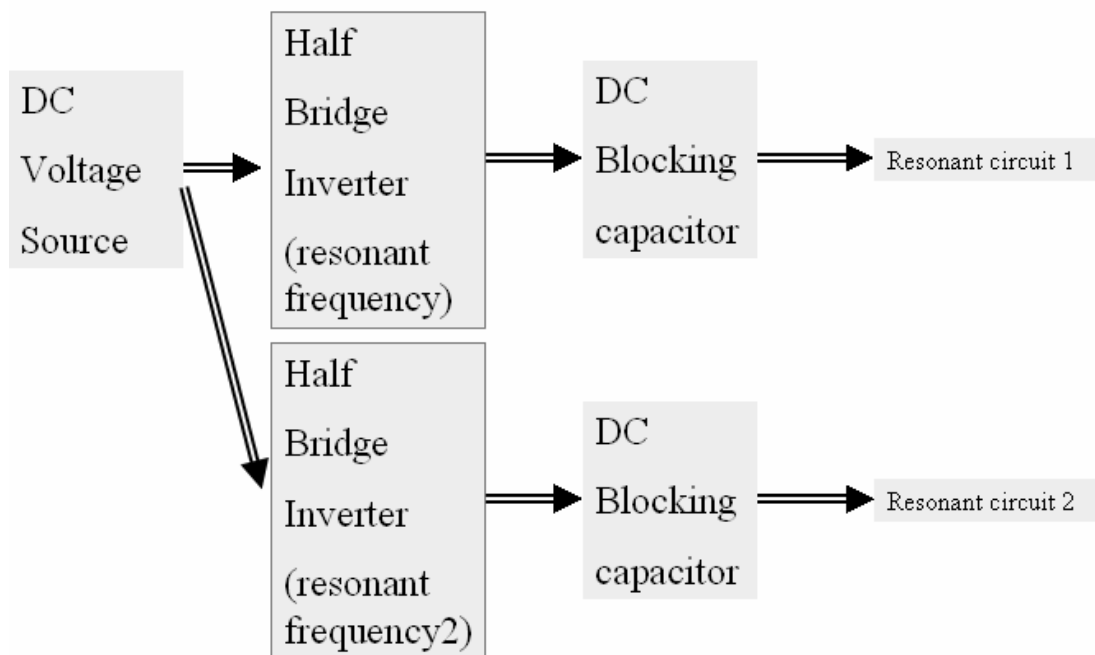 DC
Voltage
Source
Half
Bridge
Inverter
(resonant
frequency)
DC
Blocking
capacitor
Resonant circuit 1
Half
Bridge
Inverter
(resonant
frequency2)
DC
Blocking
capacitor
Resonant circuit 2